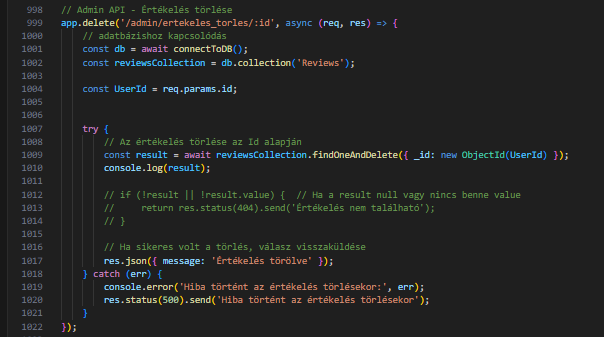 998 // Admin API - Értékelés törlése
999 app.delete('/admin/ertekeles_torles/:id', async (req, res) => {
1000 // adatbázishoz kapcsolódás
1001 const db = await connectToDB();
1002 const reviewsCollection = db.collection('Reviews');
1003
1004 const UserId = req.params.id;
1005
1006
1007 try {
1008 // Az értékelés törlése az Id alapján
1009 const result = await reviewsCollection.findOneAndDelete({ _id: new ObjectId(UserId) });
1010 console.log(result);
1011
1012 // if (!result || !result.value) { // Ha a result null vagy nincs benne value
1013 // return res.status(404).send('Értékelés nem található');
1014 // }
1015
1016 // Ha sikeres volt a törlés, válasz visszaküldése
1017 res.json({ message: 'Értékelés törölve' });
1018 } catch (err) {
1019 console.error('Hiba történt az értékelés törlésekor:', err);
1020 res.status(500).send('Hiba történt az értékelés törlésekor');
1021 }
1022 });